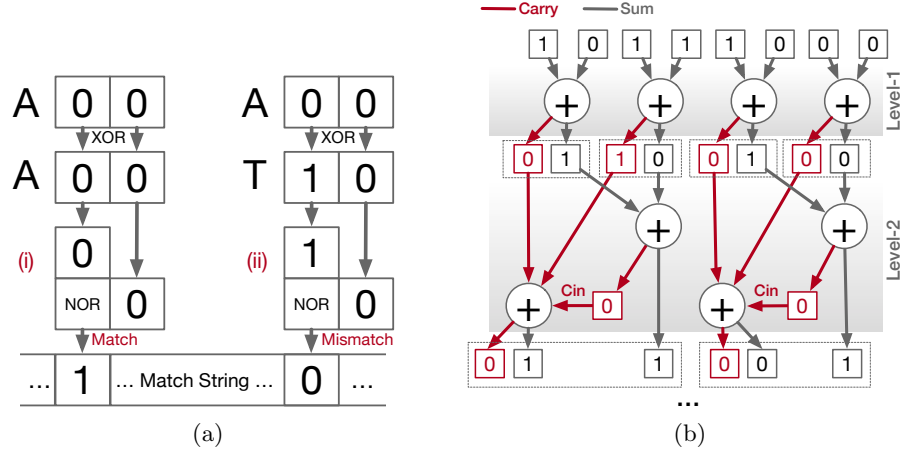 Carry Sum
1 0 1 1 1 0 0 0
+ + + +
Level-1
0 1 1 0 0 1 0 0
+ +
Level-2
Cin Cin
+ 0 + 0
0 1 1 0 0 1
...
(b)
A 0 0 A 0 0
XOR XOR
A 0 0 T 1 0
(i) 0 (ii) 1
NOR 0 NOR 0
Match Mismatch
... 1 ... Match String ... 0 ...
(a)